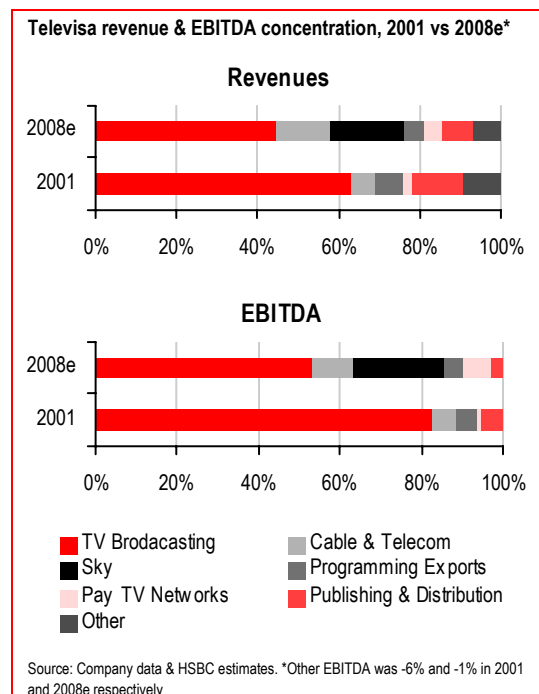 Televisa revenue & EBITDA concentration, 2001 vs 2008e*
Revenues
2008e
2001
0% 20% 40% 60% 80% 100%
EBITDA
2008e
2001
0% 20% 40% 60% 80% 100%
TV Brodacasting Cable & Telecom
Sky Programming Exports
Pay TV Networks Publishing & Distribution
Other
Source: Company data & HSBC estimates. *Other EBITDA was -6% and -1% in 2001
and 2008e respectively